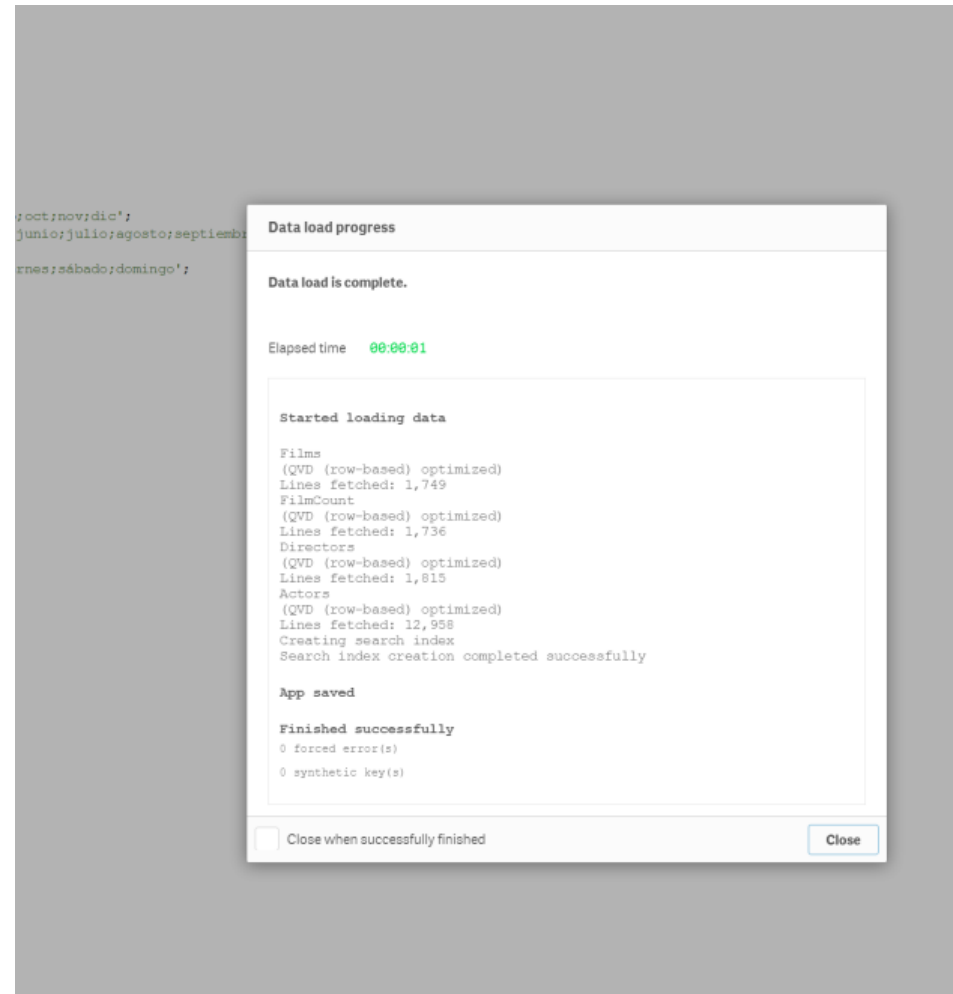 ;oct;nov;dic';
junio;julio;agosto;septiemb
rnes;sábado;domingo';
Data load progress
Data load is complete.
Elapsed time 00:00:01
Started loading data
Films
(QVD (row-based) optimized)
Lines fetched: 1,749
FilmCount
(QVD (row-based) optimized)
Lines fetched: 1,736
Directors
(QVD (row-based) optimized)
Lines fetched: 1,815
Actors
(QVD (row-based) optimized)
Lines fetched: 12,958
Creating search index
Search index creation completed successfully
App saved
Finished successfully
0 forced error(s)
0 synthetic key(s)
Close when successfully finished
Close